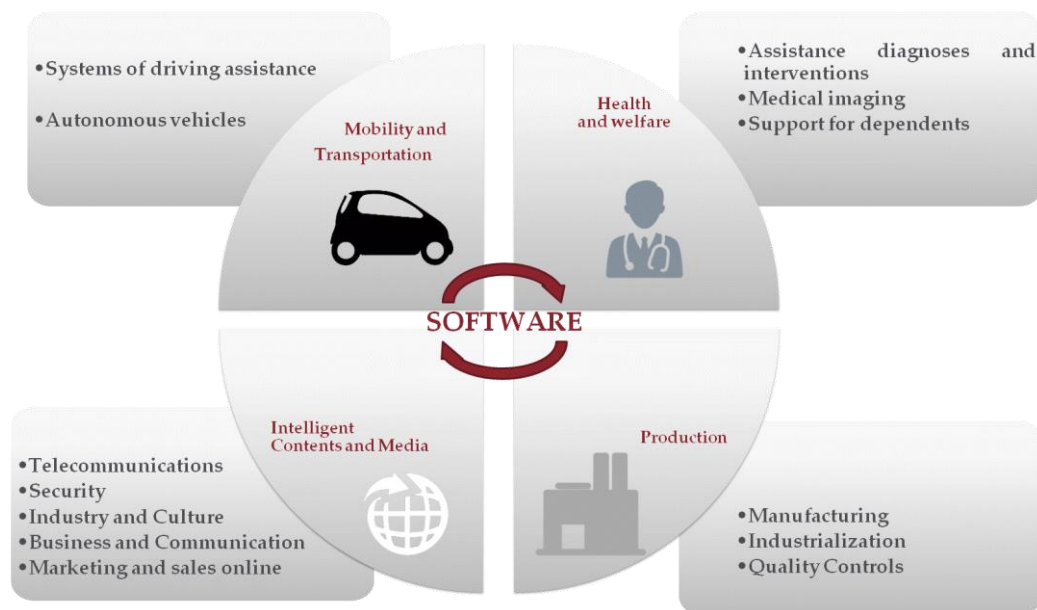 •Systems of driving assistance
•Autonomous vehicles
Mobility and
Transportation
Health
and welfare
•Assistance diagnoses and
interventions
•Medical imaging
•Support for dependents
SOFTWARE
Intelligent
Contents and Media
•Telecommunications
•Security
•Industry and Culture
•Business and Communication
•Marketing and sales online
Production
•Manufacturing
•Industrialization
•Quality Controls